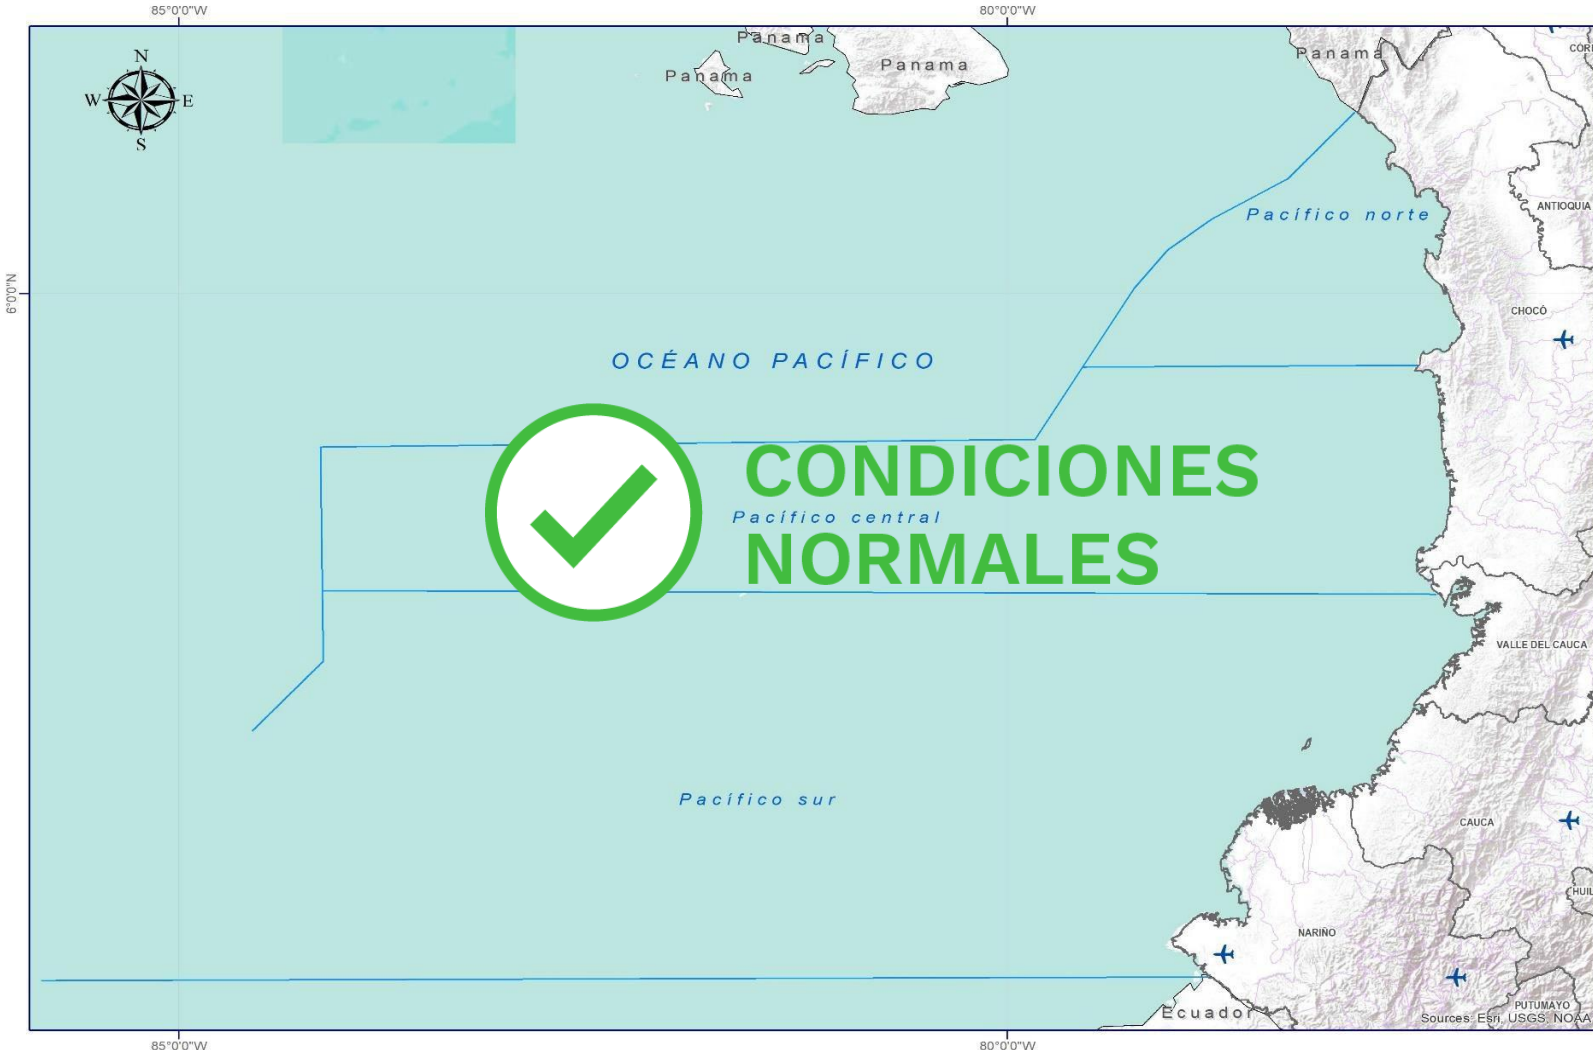 85°0'0"W
80°0'0"W
N
W
E
S
Panama
Panama
Panama
Panama
ANTIOQUIA
Pacífico norte
6°0'0"N
CHOCÓ
OCÉANO PACÍFICO
CONDICIONES
Pacífico central
NORMALES
VALLE DEL CAUCA
Pacífico sur
CAUCA
NARIÑO
PUTUMAYO
Ecuador
Sources: Esri, USGS, NOAA
85°0'0"W
80°0'0"W